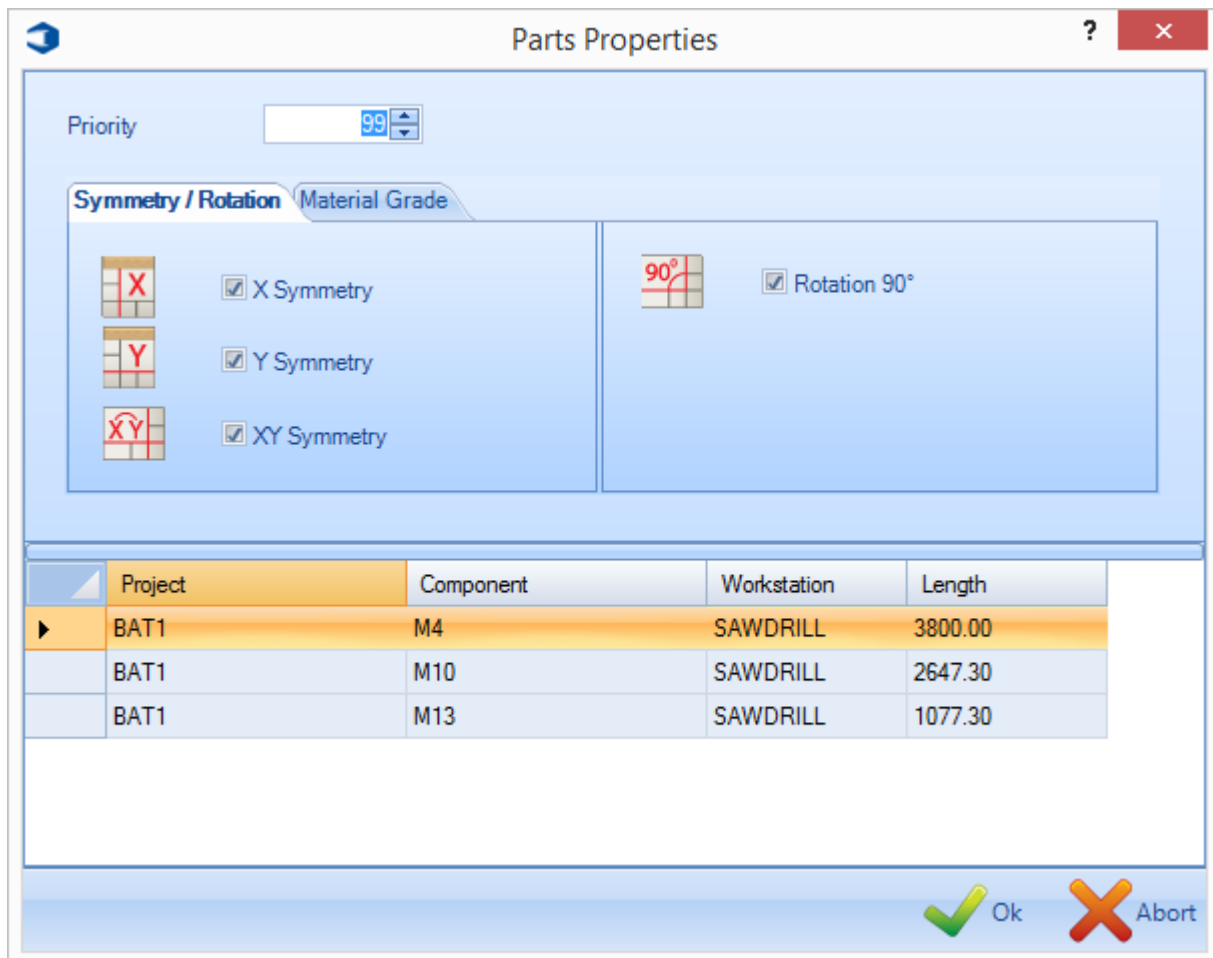 Parts Properties ? ×
Priority 99
Symmetry / Rotation Material Grade
X X Symmetry 90° Rotation 90°
Y Y Symmetry
XY XY Symmetry
Project Component Workstation Length
BAT1 M4 SAWDRILL 3800.00
BAT1 M10 SAWDRILL 2647.30
BAT1 M13 SAWDRILL 1077.30
Ok Abort